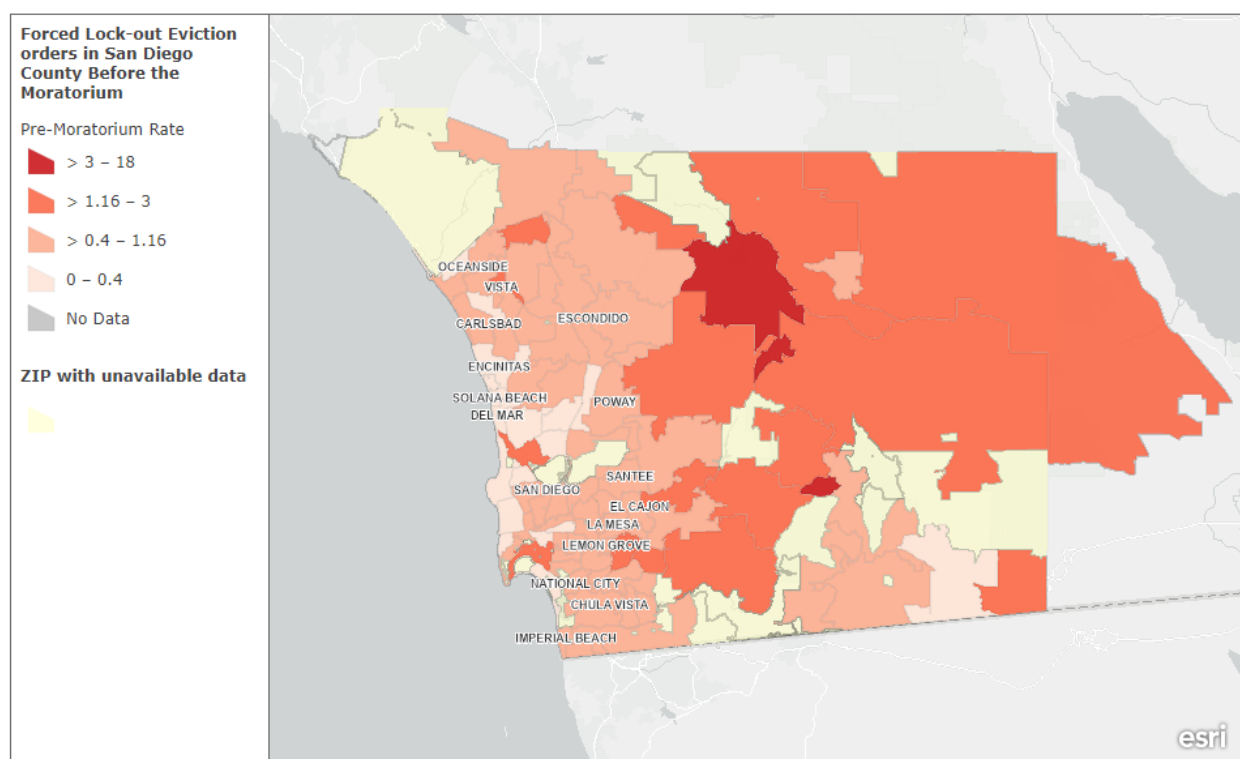 Forced Lock-out Eviction
orders in San Diego
County Before the
Moratorium
Pre-Moratorium Rate
> 3 – 18
> 1.16 – 3
> 0.4 – 1.16
0 – 0.4
No Data
ZIP with unavailable data
OCEANSIDE
VISTA
CARLSBAD
ESCONDIDO
ENCINITAS
SOLANA BEACH
POWAY
DEL MAR
SANTEE
SAN DIEGO
EL CAJON
LA MESA
LEMON GROVE
NATIONAL CITY
CHULA VISTA
IMPERIAL BEACH
esri